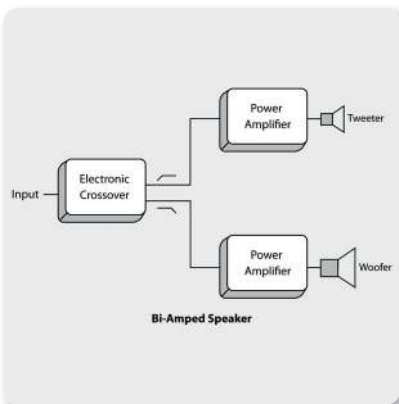 Power
Amplifier
Tweeter
Electronic
Crossover
Input
Power
Amplifier
Woofer
Bi-Amped Speaker